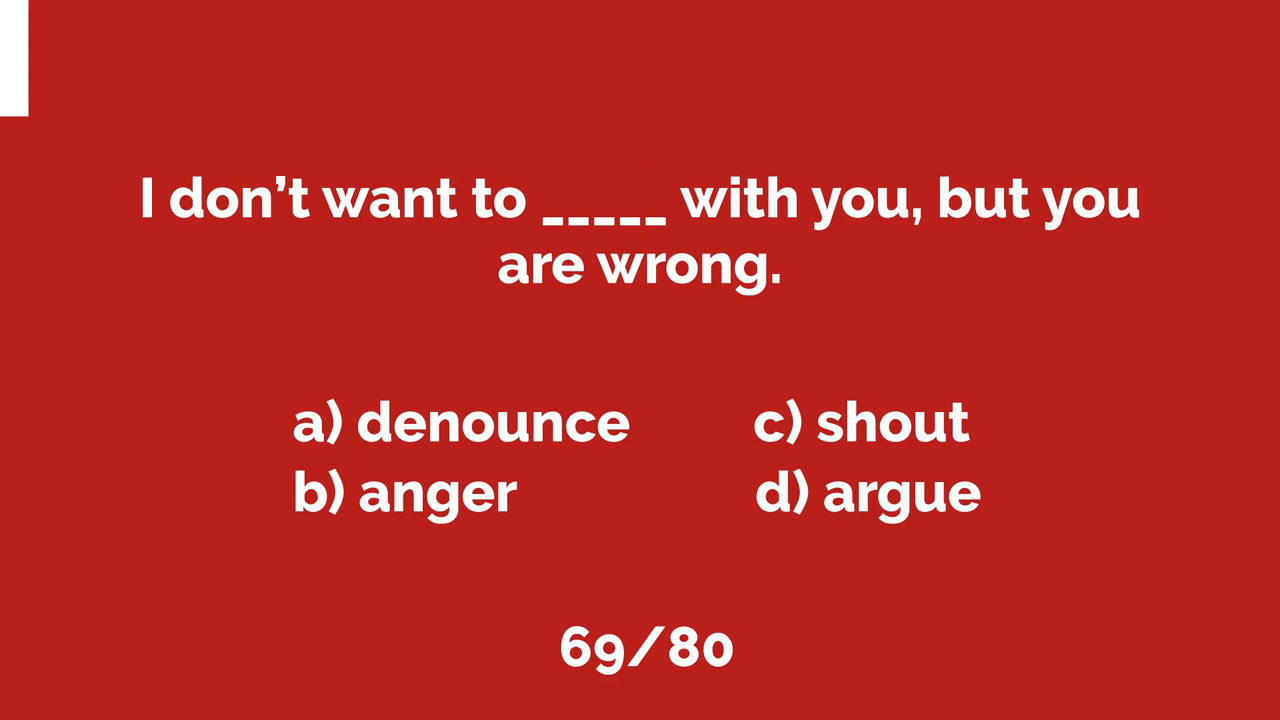 I don’t want to _____ with you, but you
are wrong.
a) denounce
c) shout
b) anger
d) argue
69/80